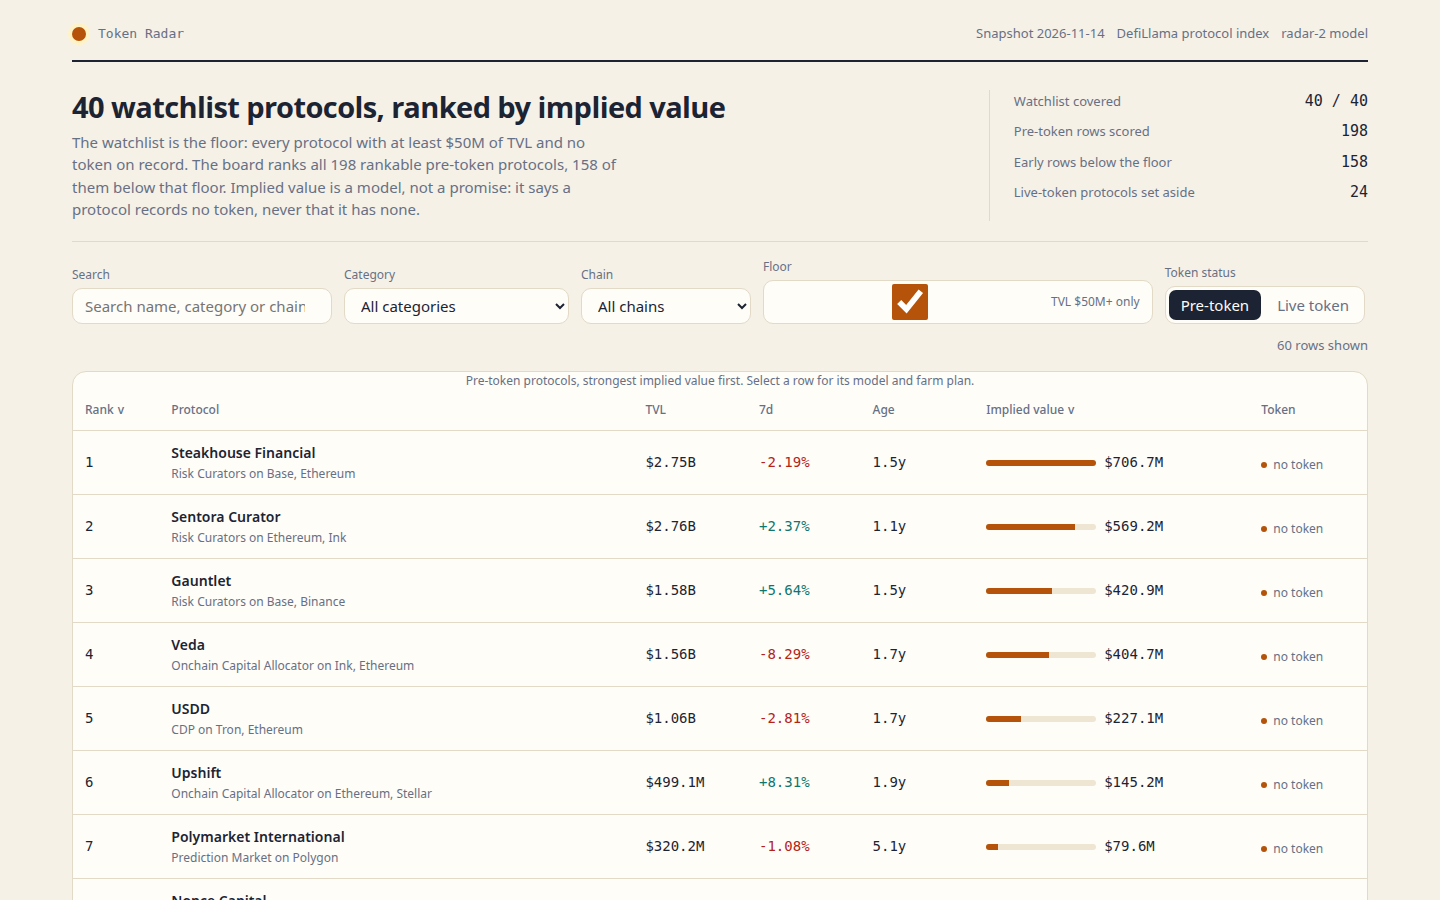 Token Radar
Snapshot 2026-11-14 DefiLlama protocol index radar-2 model
40 watchlist protocols, ranked by implied value
The watchlist is the floor: every protocol with at least $50M of TVL and no
token on record. The board ranks all 198 rankable pre-token protocols, 158 of
them below that floor. Implied value is a model, not a promise: it says a
protocol records no token, never that it has none.
Watchlist covered 40 / 40
Pre-token rows scored 198
Early rows below the floor 158
Live-token protocols set aside 24
Search Category Chain Floor Token status
Search name, category or chain All categories All chains TVL $50M+ only Pre-token Live token
60 rows shown
Pre-token protocols, strongest implied value first. Select a row for its model and farm plan.
Rank v Protocol TVL 7d Age Implied value v Token
1 Steakhouse Financial $2.75B -2.19% 1.5y $706.7M no token
Risk Curators on Base, Ethereum
2 Sentora Curator $2.76B +2.37% 1.1y $569.2M no token
Risk Curators on Ethereum, Ink
3 Gauntlet $1.58B +5.64% 1.5y $420.9M no token
Risk Curators on Base, Binance
4 Veda $1.56B -8.29% 1.7y $404.7M no token
Onchain Capital Allocator on Ink, Ethereum
5 USDD $1.06B -2.81% 1.7y $227.1M no token
CDP on Tron, Ethereum
6 Upshift $499.1M +8.31% 1.9y $145.2M no token
Onchain Capital Allocator on Ethereum, Stellar
7 Polymarket International $320.2M -1.08% 5.1y $79.6M no token
Prediction Market on Polygon
Nonce Capital